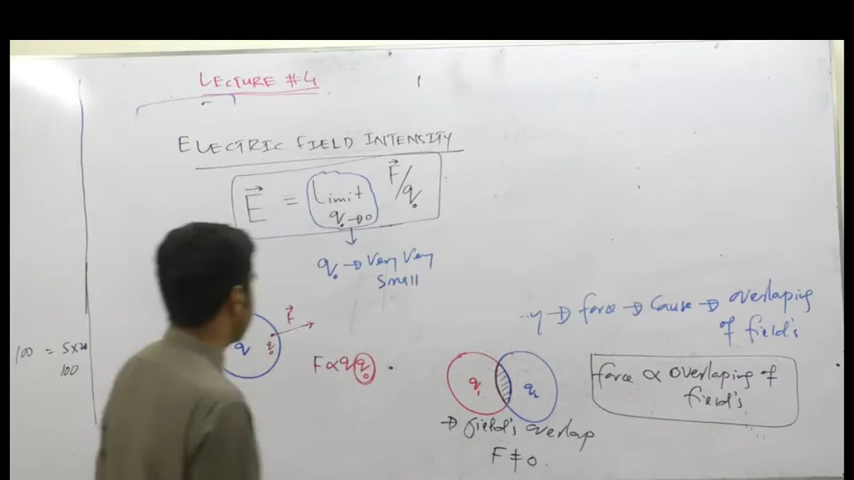 LECTURE #4
ELECTRIC FIELD INTENSITY
E⃗ = Limit q₀→0 F⃗/q₀
q₀ → Very Very
Small
F⃗
q q₀
F ∝ q q₀
100 = 5×20
100
y → force → Cause → overlaping
of field's
q₁ q₂
force ∝ overlaping of
field's
→ field's overlap
F ≠ 0.